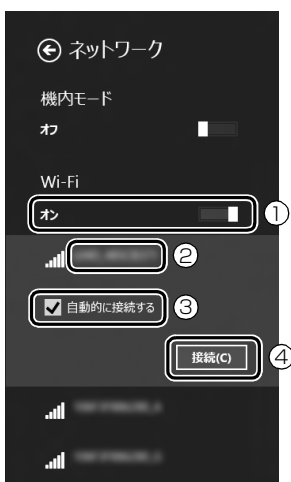 ネットワーク
機内モード
オフ
Wi-Fi
オン
①
②
自動的に接続する
③
接続(C)
④